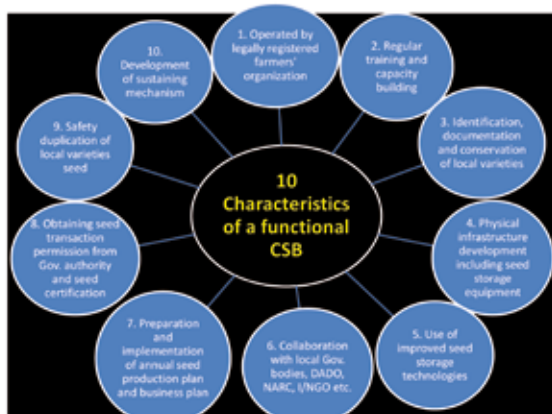 10
Characteristics
of a functional
CSB
1. Operated by
legally registered
farmers'
organization
2. Regular
training and
capacity
building
3. Identification,
documentation
and conservation
of local varieties
4. Physical
infrastructure
development
including seed
storage
equipment
5. Use of
improved seed
storage
technologies
6. Collaboration
with local Gov.
bodies, DADO,
NARC, I/NGO etc.
7. Preparation
and
implementation
of annual seed
production plan
and business plan
8. Obtaining seed
transaction
permission from
Gov. authority
and seed
certification
9. Safety
duplication of
local varieties
seed
10.
Development
of sustaining
mechanism